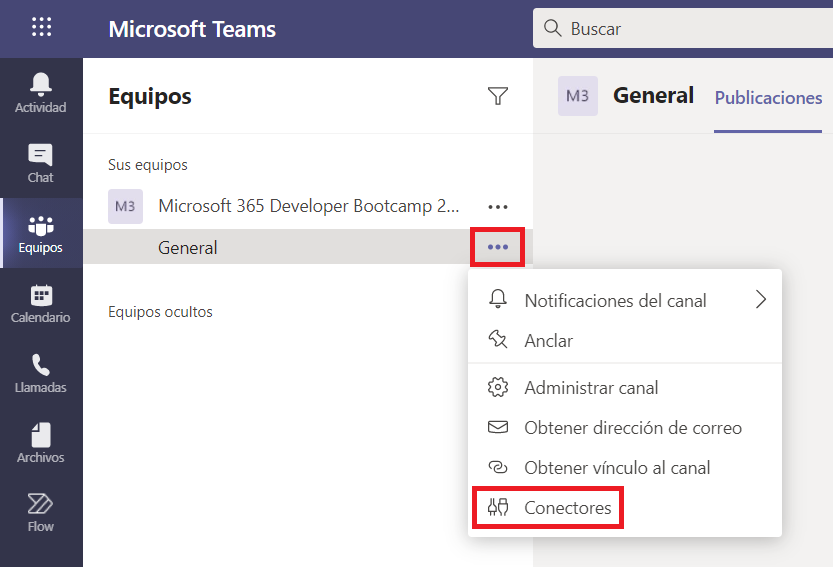 Microsoft Teams
Buscar
Actividad
Chat
Equipos
Calendario
Llamadas
Archivos
Flow
Equipos
Sus equipos
M3
Microsoft 365 Developer Bootcamp 2...
General
Equipos ocultos
M3
General
Publicaciones
Notificaciones del canal
Anclar
Administrar canal
Obtener dirección de correo
Obtener vínculo al canal
Conectores